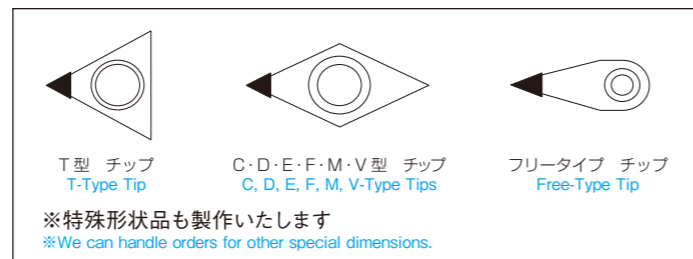 T型 チップ
T-Type Tip
C・D・E・F・M・V型 チップ
C, D, E, F, M, V-Type Tips
フリータイプ チップ
Free-Type Tip
※特殊形状品も製作いたします
※We can handle orders for other special dimensions.